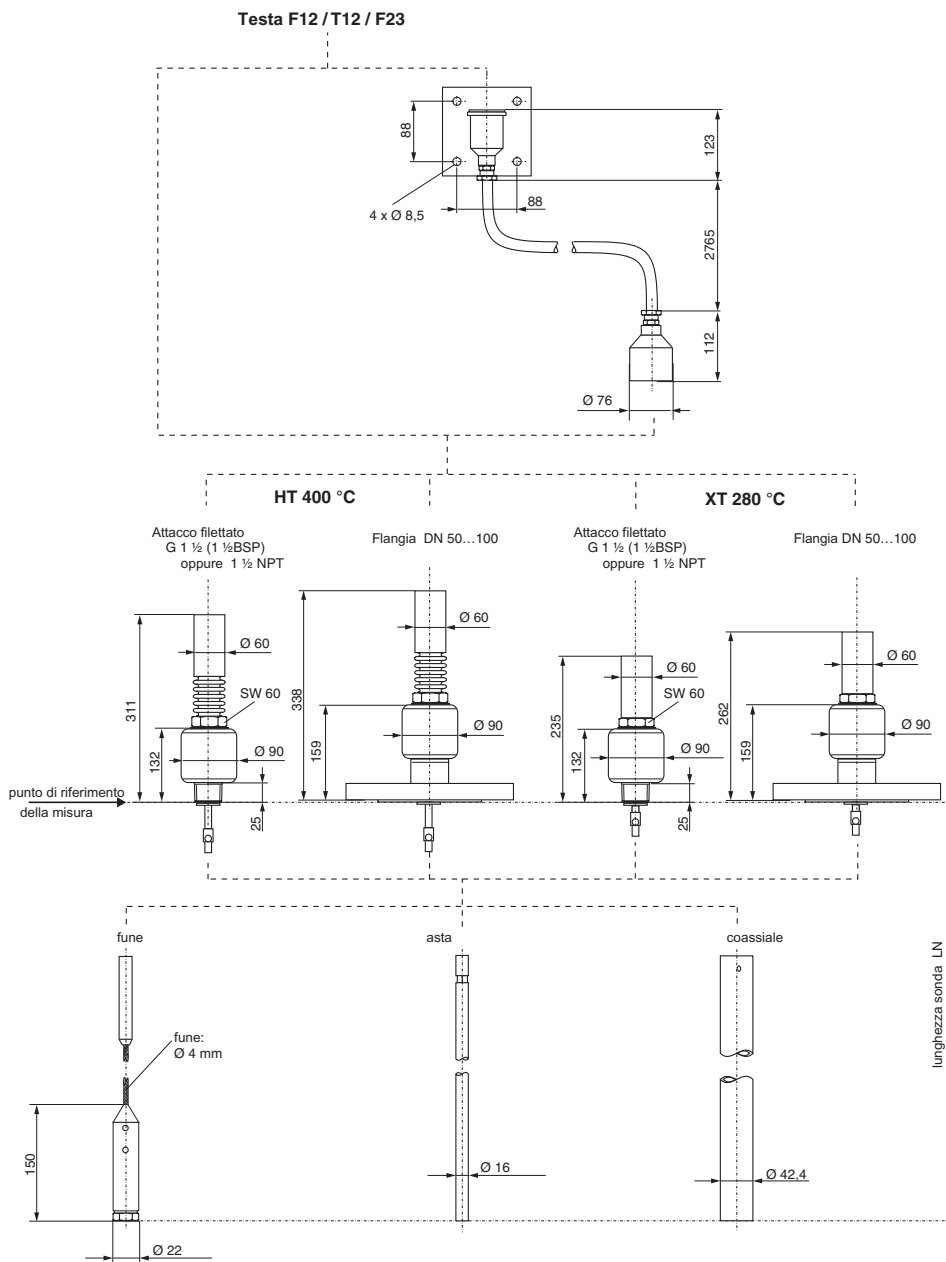 Testa F12 / T12 / F23
88
123
4 x Ø 8,5
88
2765
112
Ø 76
HT 400 °C
XT 280 °C
Attacco filettato
G 1 ½ (1 ½BSP)
oppure 1 ½ NPT
Flangia DN 50...100
Attacco filettato
G 1 ½ (1 ½BSP)
oppure 1 ½ NPT
Flangia DN 50...100
311
Ø 60
SW 60
132
Ø 90
25
338
Ø 60
159
Ø 90
235
Ø 60
SW 60
132
Ø 90
25
262
Ø 60
159
Ø 90
punto di riferimento
della misura
fune
asta
coassiale
lunghezza sonda LN
fune:
Ø 4 mm
150
Ø 16
Ø 42,4
Ø 22